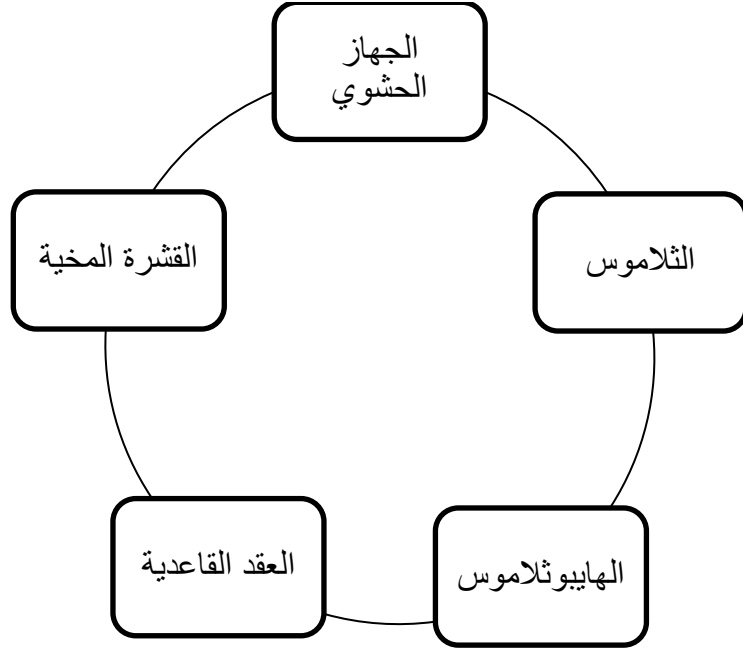 الجهاز
الحشوي
الثلاموس
الهايبوثلاموس
العقد القاعدية
القشرة المخية